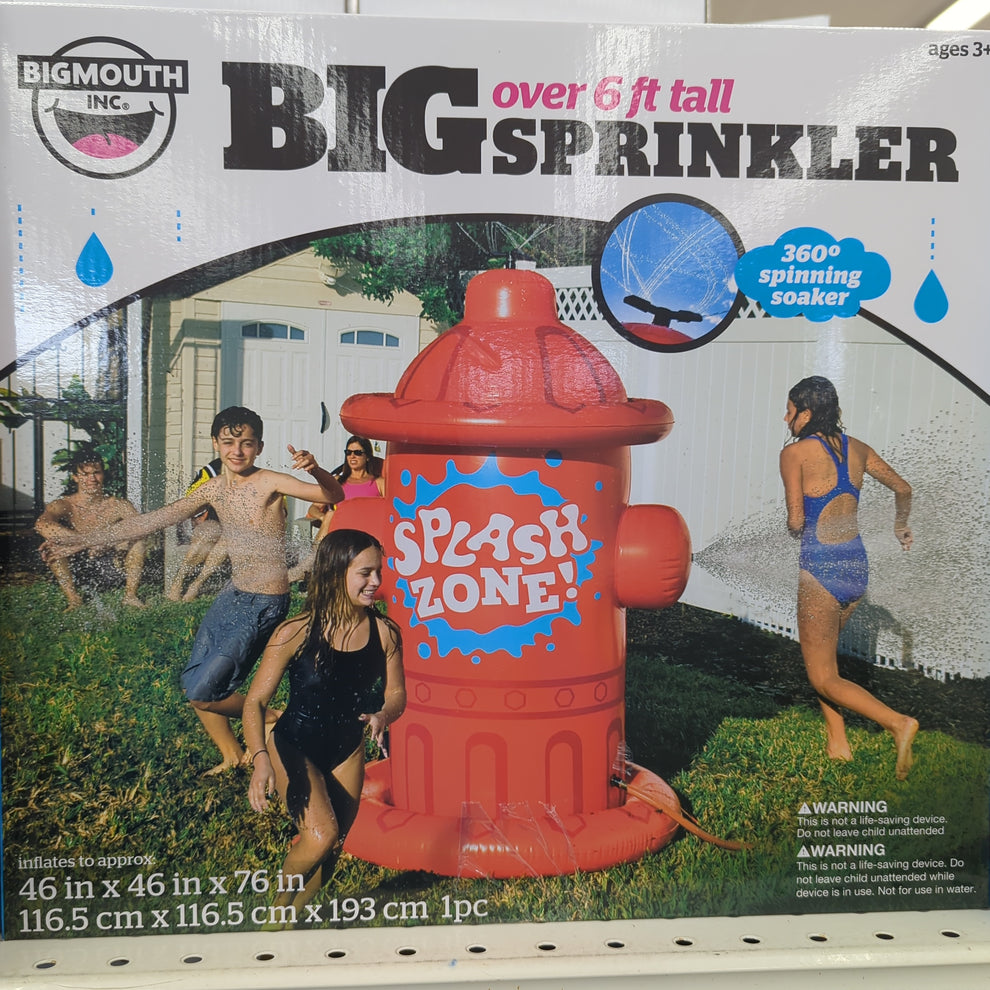 ages 3+
BIGMOUTH
INC®
BIG
over 6 ft tall
SPRINKLER
360º
spinning
soaker
SPLASH
ZONE!
⚠WARNING
This is not a life-saving device.
Do not leave child unattended
⚠WARNING
This is not a life-saving device. Do
not leave child unattended while
device is in use. Not for use in water.
inflates to approx.
46 in x 46 in x 76 in
116.5 cm x 116.5 cm x 193 cm 1pc